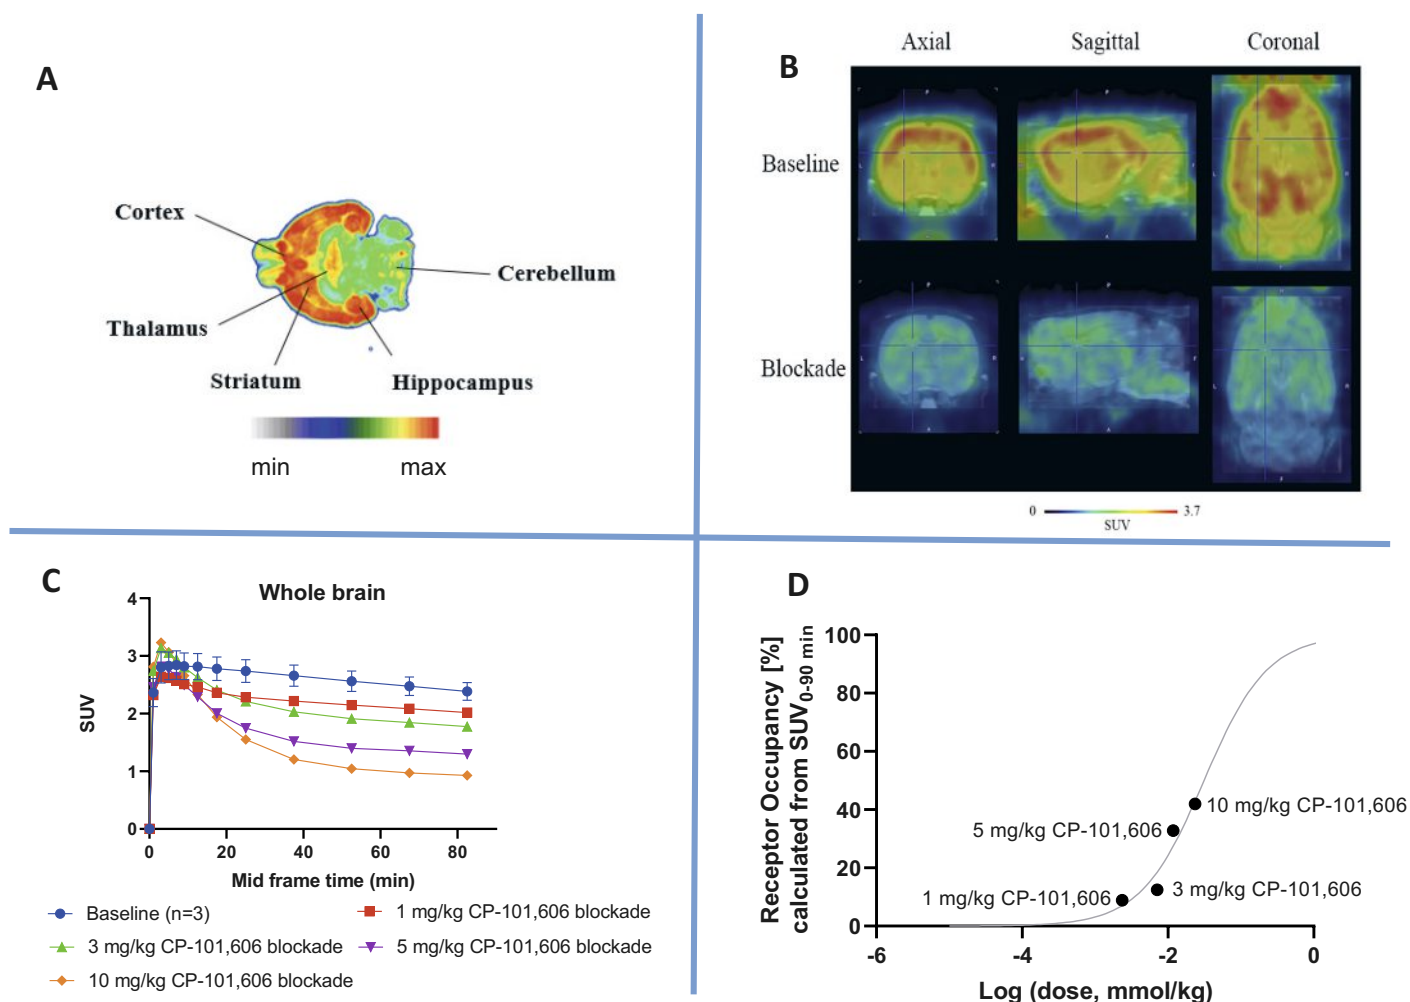 A
Cortex
Thalamus
Striatum
Hippocampus
Cerebellum
min max
B
Axial Sagittal Coronal
Baseline
Blockade
0 3.7
SUV
C
Whole brain
SUV
4
3
2
1
0
0 20 40 60 80
Mid frame time (min)
Baseline (n=3)
1 mg/kg CP-101,606 blockade
3 mg/kg CP-101,606 blockade
5 mg/kg CP-101,606 blockade
10 mg/kg CP-101,606 blockade
D
Receptor Occupancy [%]
calculated from SUV0-90 min
100
80
60
40
20
0
10 mg/kg CP-101,606
5 mg/kg CP-101,606
3 mg/kg CP-101,606
1 mg/kg CP-101,606
-6 -4 -2 0
Log (dose, mmol/kg)